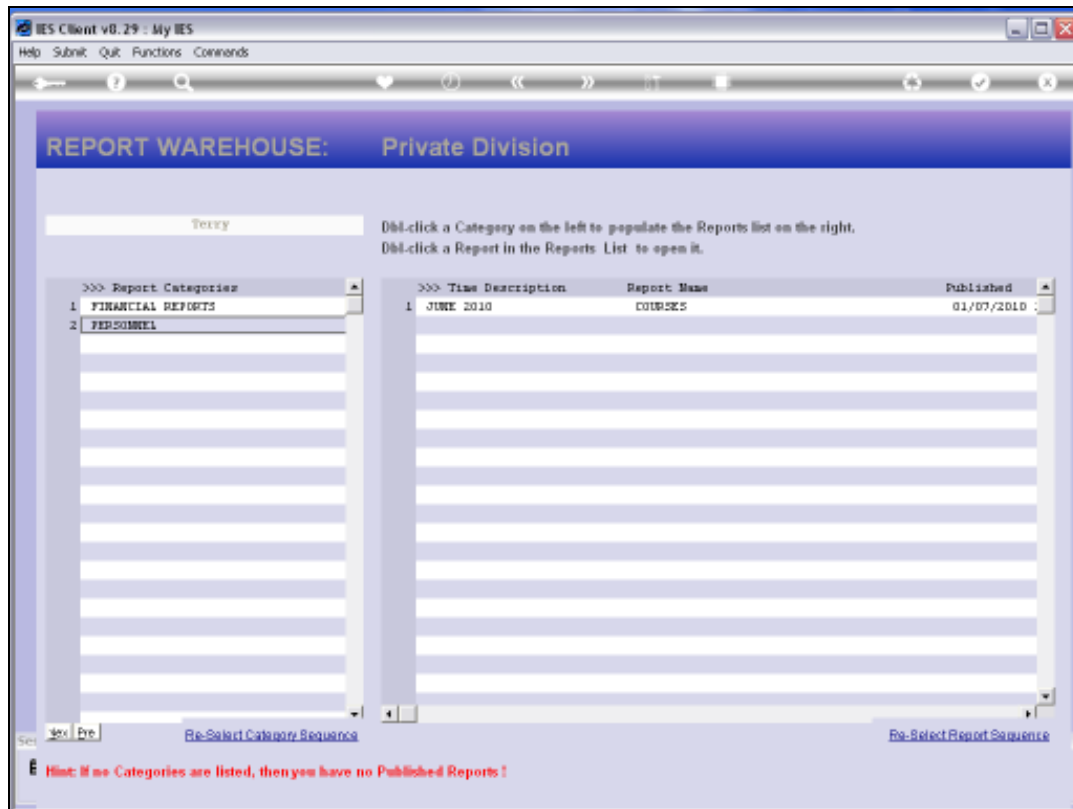 IES Client v8.29 : My IES
Help Submit Quit Functions Commands
REPORT WAREHOUSE: Private Division
Terry
Dbl-click a Category on the left to populate the Reports list on the right.
Dbl-click a Report in the Reports List to open it.
>>> Report Categories
1 FINANCIAL REPORTS
2 PERSONNEL
>>> Time Description Report Name Published
1 JUNE 2010 COURSES 01/07/2010
Nex Pre
Re-Select Category Sequence
Re-Select Report Sequence
Hint: If no Categories are listed, then you have no Published Reports !